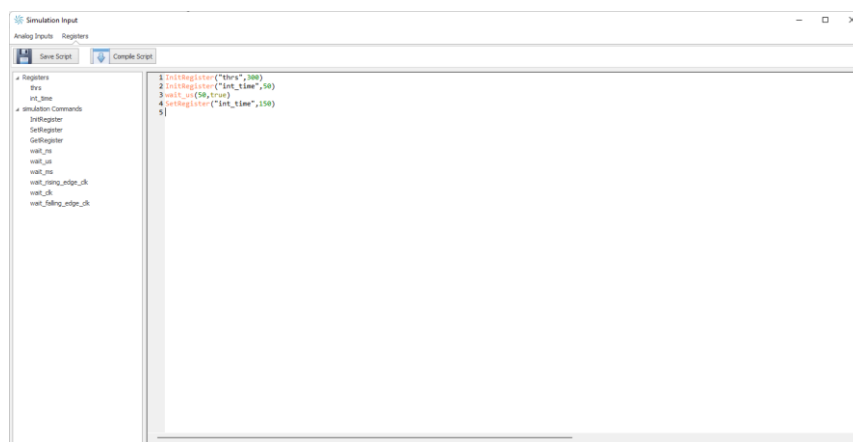 Simulation Input
Analog Inputs Registers
Save Script Compile Script
Registers
thrs
int_time
simulation Commands
InitRegister
SetRegister
GetRegister
wait_ns
wait_us
wait_ms
wait_rising_edge_clk
wait_clk
wait_falling_edge_clk
1 InitRegister("thrs",300)
2 InitRegister("int_time",50)
3 wait_us(50,true)
4 SetRegister("int_time",150)
5